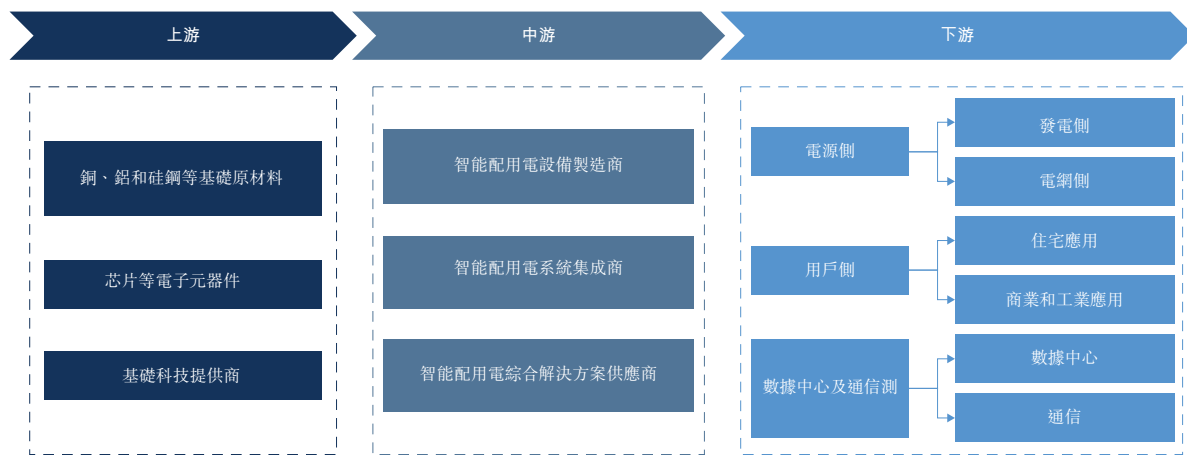 上游
中游
下游
銅、鋁和硅鋼等基礎原材料
芯片等電子元器件
基礎科技提供商
智能配用電設備製造商
智能配用電系統集成商
智能配用電綜合解決方案供應商
電源側
發電側
電網側
用戶側
住宅應用
商業和工業應用
數據中心及通信測
數據中心
通信